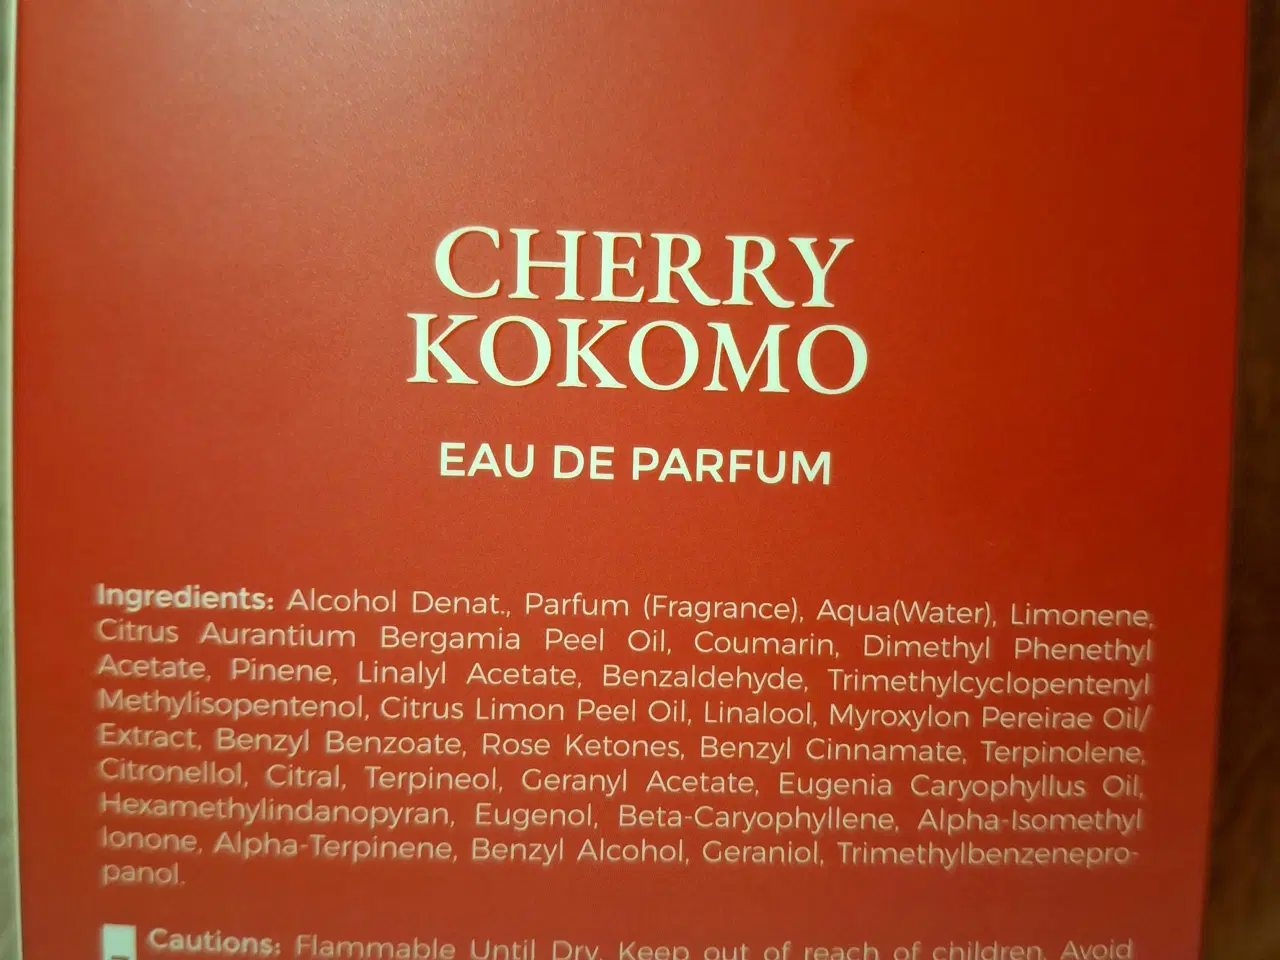 CHERRY
KOKOMO
EAU DE PARFUM
Ingredients: Alcohol Denat., Parfum (Fragrance), Aqua(Water), Limonene,
Citrus Aurantium Bergamia Peel Oil, Coumarin, Dimethyl Phenethyl
Acetate, Pinene, Linalyl Acetate, Benzaldehyde, Trimethylcyclopentenyl
Methylisopentenol, Citrus Limon Peel Oil, Linalool, Myroxylon Pereirae Oil/
Extract, Benzyl Benzoate, Rose Ketones, Benzyl Cinnamate, Terpinolene,
Citronellol, Citral, Terpineol, Geranyl Acetate, Eugenia Caryophyllus Oil,
Hexamethylindanopyran, Eugenol, Beta-Caryophyllene, Alpha-Isomethyl
Ionone, Alpha-Terpinene, Benzyl Alcohol, Geraniol, Trimethylbenzenepro-
panol.
Cautions: Flammable Until Dry. Keep out of reach of children. Avoid